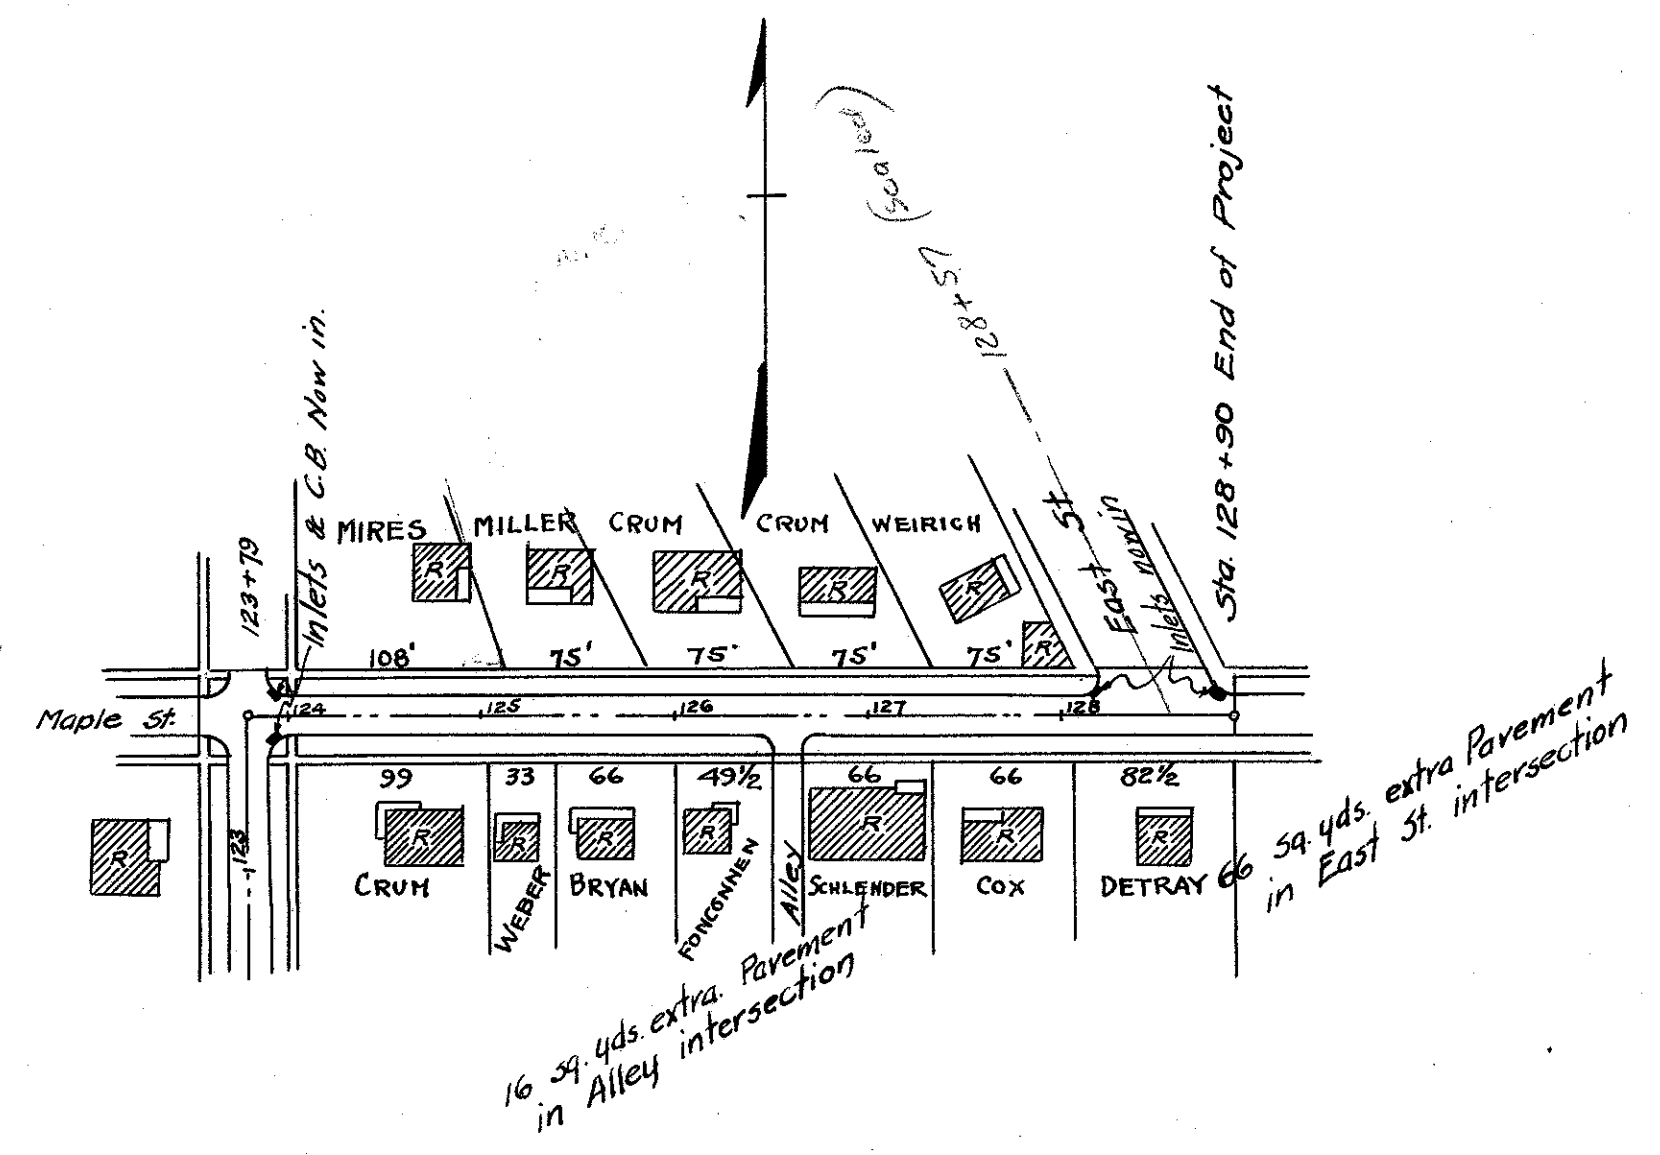 (scaled)
128+57
Sta. 128+90 End of Project
Inlets & C.B. Now in.
123+79
MIRES MILLER CRUM CRUM WEIRICH
East St
Inlets now in
R R R R R R
108' 75' 75' 75' 75'
Maple St.
124 125 126 127 128
99 33 66 49½ 66 66 82½
123
R R R R R R R R
CRUM WEBER BRYAN FONCONNEN Alley SCHLENDER COX DETRAY
66 sq. yds. extra Pavement
in East St. intersection
16 sq. yds. extra. Pavement
in Alley intersection